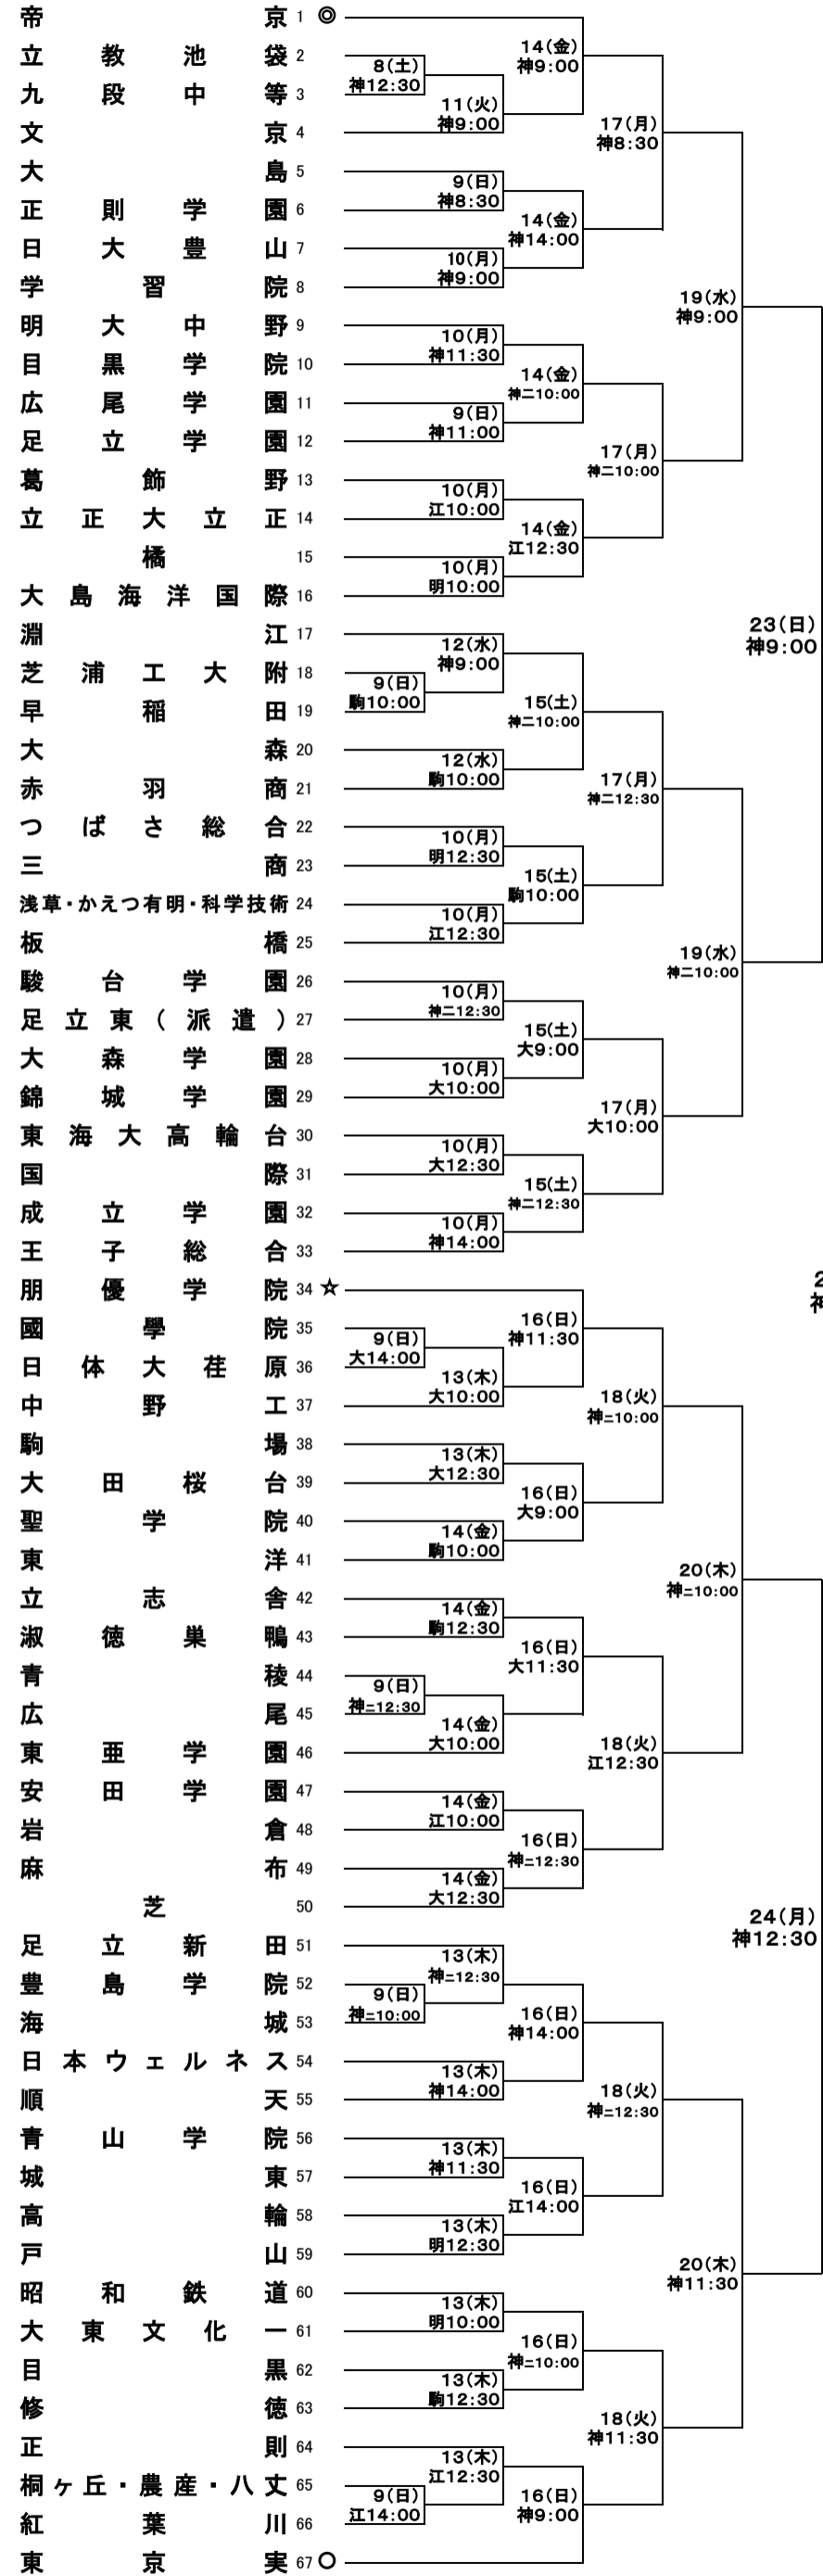 帝京 1 ◎
立教池袋 2
九段中等 3
文京 4
大島 5
正則学園 6
日大豊山 7
学習院 8
明大中野 9
目黒学院 10
広尾学園 11
足立学園 12
葛飾野 13
立正大立正 14
橘 15
大島海洋国際 16
淵江 17
芝浦工大附 18
早稲田 19
大森 20
赤羽商 21
つばさ総合 22
三商 23
浅草・かえつ有明・科学技術 24
板橋 25
駿台学園 26
足立東(派遣) 27
大森学園 28
錦城学園 29
東海大高輪台 30
国際 31
成立学園 32
王子総合 33
朋優学院 34 ☆
國學院 35
日体大荏原 36
中野工 37
駒場 38
大田桜台 39
聖学院 40
東洋 41
立志舎 42
淑徳巣鴨 43
青稜 44
広尾 45
東亜学園 46
安田学園 47
岩倉 48
麻布 49
芝 50
足立新田 51
豊島学院 52
海城 53
日本ウェルネス 54
順天 55
青山学院 56
城東 57
高輪 58
戸山 59
昭和鉄道 60
大東文化一 61
目黒 62
修徳 63
正則 64
桐ヶ丘・農産・八丈 65
紅葉川 66
東京実 67 ○
8(土)
神12:30
9(日)
駒10:00
9(日)
大14:00
9(日)
神二12:30
9(日)
神二10:00
9(日)
江14:00
11(火)
神9:00
9(日)
神8:30
10(月)
神9:00
10(月)
神11:30
9(日)
神11:00
10(月)
江10:00
10(月)
明10:00
12(水)
神9:00
12(水)
駒10:00
10(月)
明12:30
10(月)
江12:30
10(月)
神二12:30
10(月)
大10:00
10(月)
大12:30
10(月)
神14:00
13(木)
大10:00
13(木)
大12:30
14(金)
駒10:00
14(金)
駒12:30
14(金)
大10:00
14(金)
江10:00
14(金)
大12:30
13(木)
神二12:30
13(木)
神14:00
13(木)
神11:30
13(木)
明12:30
13(木)
明10:00
13(木)
駒12:30
13(木)
江12:30
14(金)
神9:00
14(金)
神14:00
14(金)
神二10:00
14(金)
江12:30
15(土)
神二10:00
15(土)
駒10:00
15(土)
大9:00
15(土)
神二12:30
16(日)
神11:30
16(日)
大9:00
16(日)
大11:30
16(日)
神二12:30
16(日)
神14:00
16(日)
江14:00
16(日)
神二10:00
16(日)
神9:00
17(月)
神8:30
17(月)
神二10:00
17(月)
神二12:30
17(月)
大10:00
18(火)
神二10:00
18(火)
江12:30
18(火)
神二12:30
18(火)
神11:30
19(水)
神9:00
19(水)
神二10:00
20(木)
神二10:00
20(木)
神11:30
23(日)
神9:00
24(月)
神12:30